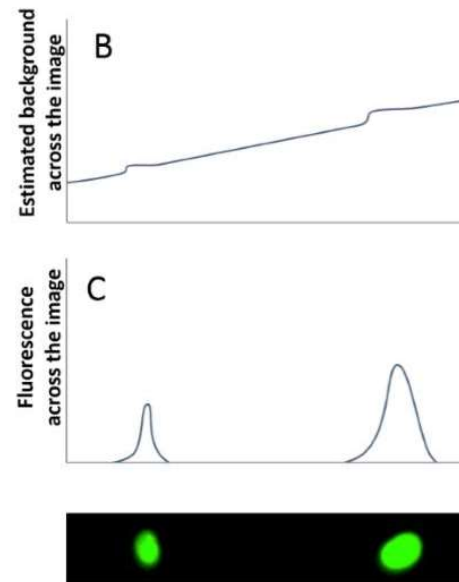 B
Estimated background
across the image
C
Fluorescence
across the image